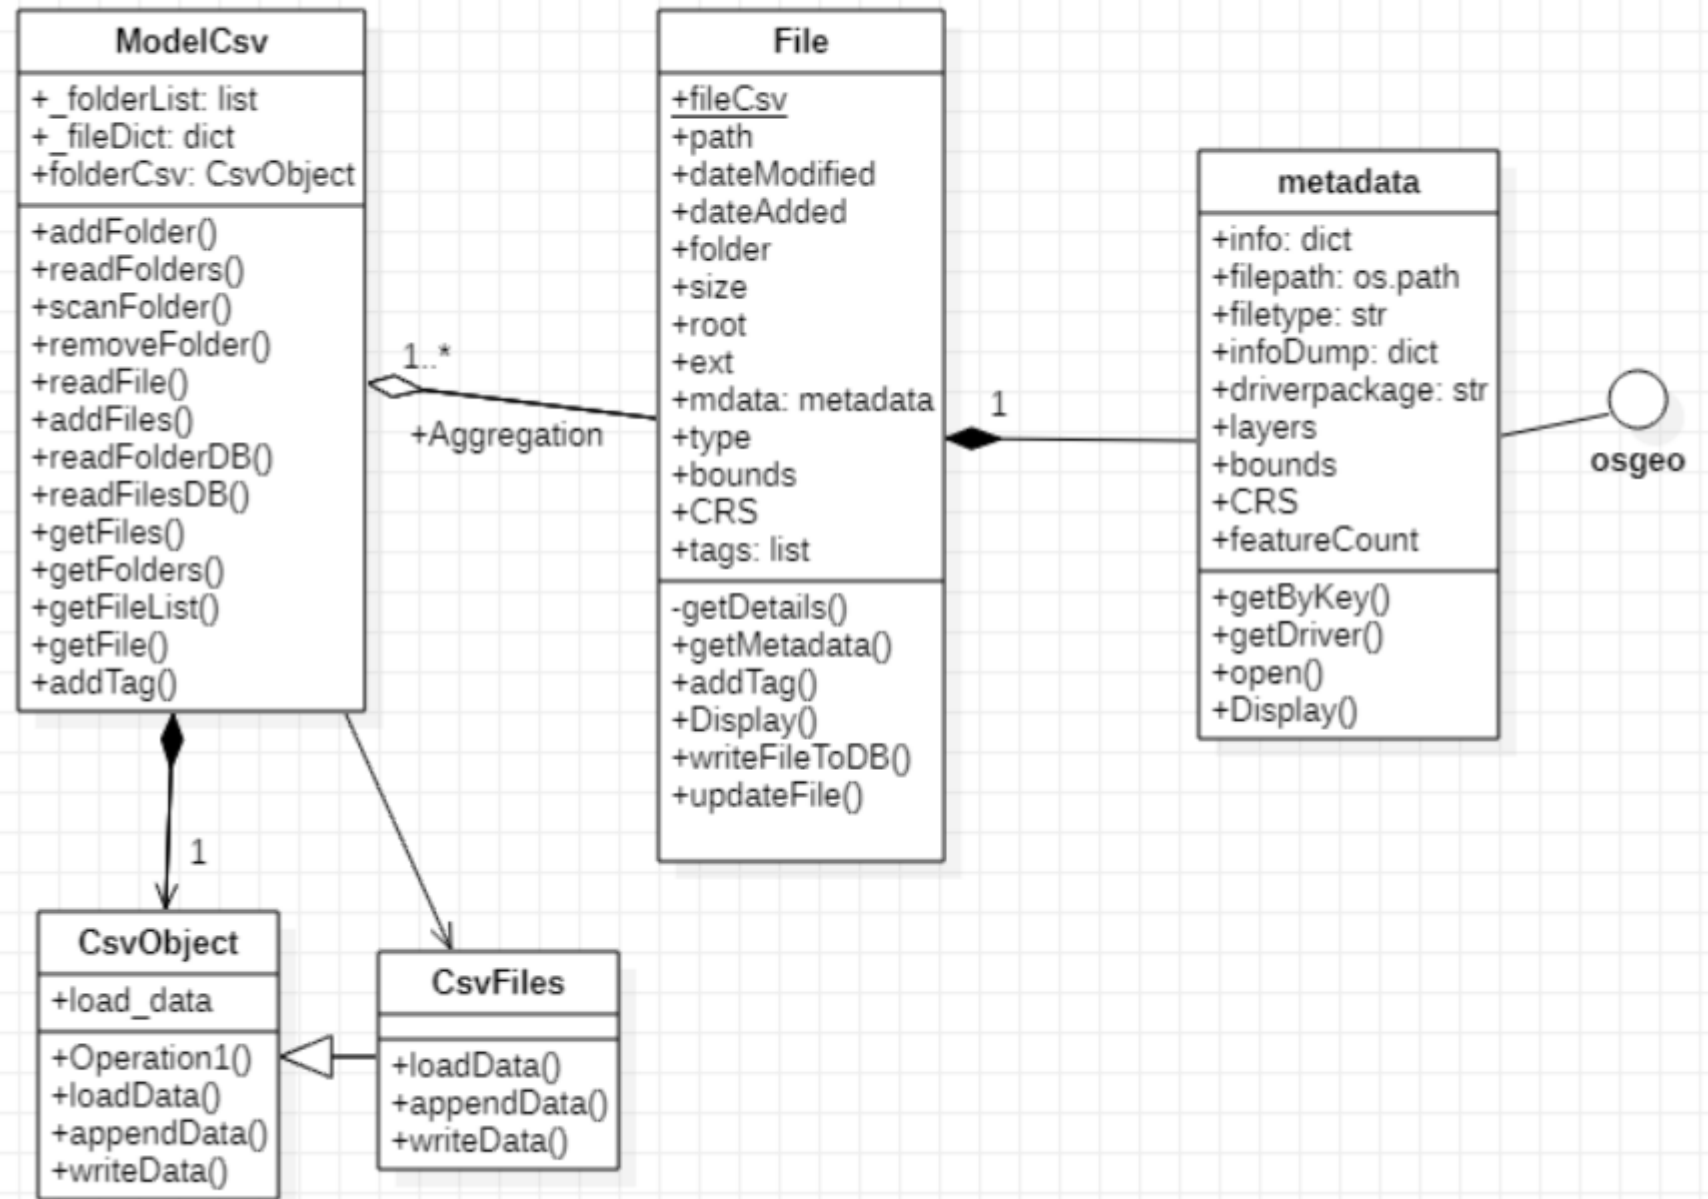 ModelCsv
+_folderList: list
+_fileDict: dict
+folderCsv: CsvObject
+addFolder()
+readFolders()
+scanFolder()
+removeFolder()
+readFile()
+addFiles()
+readFolderDB()
+readFilesDB()
+getFiles()
+getFolders()
+getFileList()
+getFile()
+addTag()
1..*
+Aggregation
File
+fileCsv
+path
+dateModified
+dateAdded
+folder
+size
+root
+ext
+mdata: metadata
+type
+bounds
+CRS
+tags: list
-getDetails()
+getMetadata()
+addTag()
+Display()
+writeFileToDB()
+updateFile()
1
metadata
+info: dict
+filepath: os.path
+filetype: str
+infoDump: dict
+driverpackage: str
+layers
+bounds
+CRS
+featureCount
+getByKey()
+getDriver()
+open()
+Display()
osgeo
1
CsvObject
+load_data
+Operation1()
+loadData()
+appendData()
+writeData()
CsvFiles
+loadData()
+appendData()
+writeData()